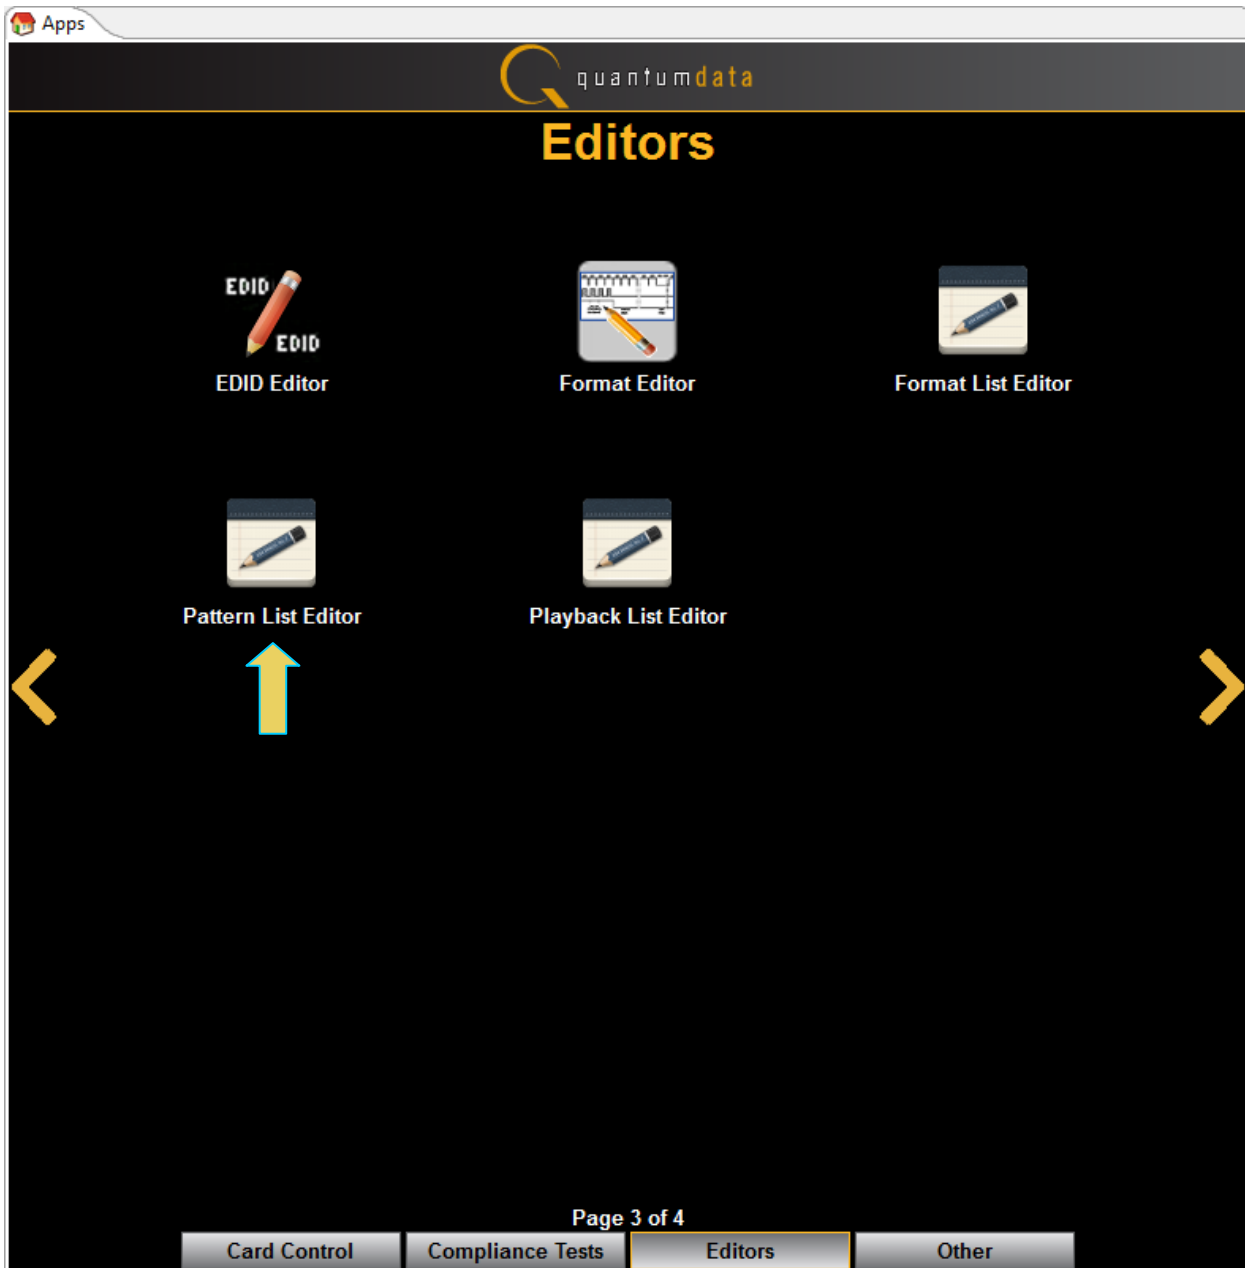 Apps
quantumdata
Editors
EDID
EDID
EDID Editor
Format Editor
Format List Editor
Pattern List Editor
Playback List Editor
Page 3 of 4
Card Control
Compliance Tests
Editors
Other